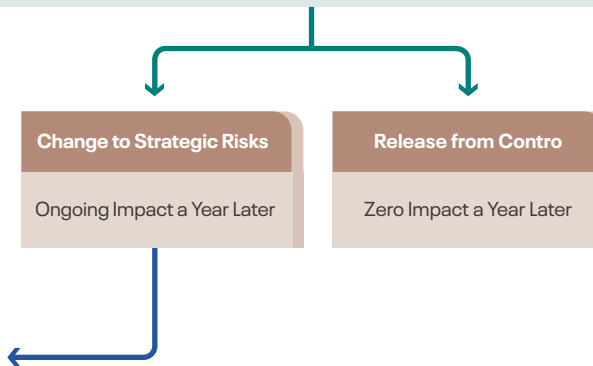 Change to Strategic Risks
Ongoing Impact a Year Later
Release from Contro
Zero Impact a Year Later